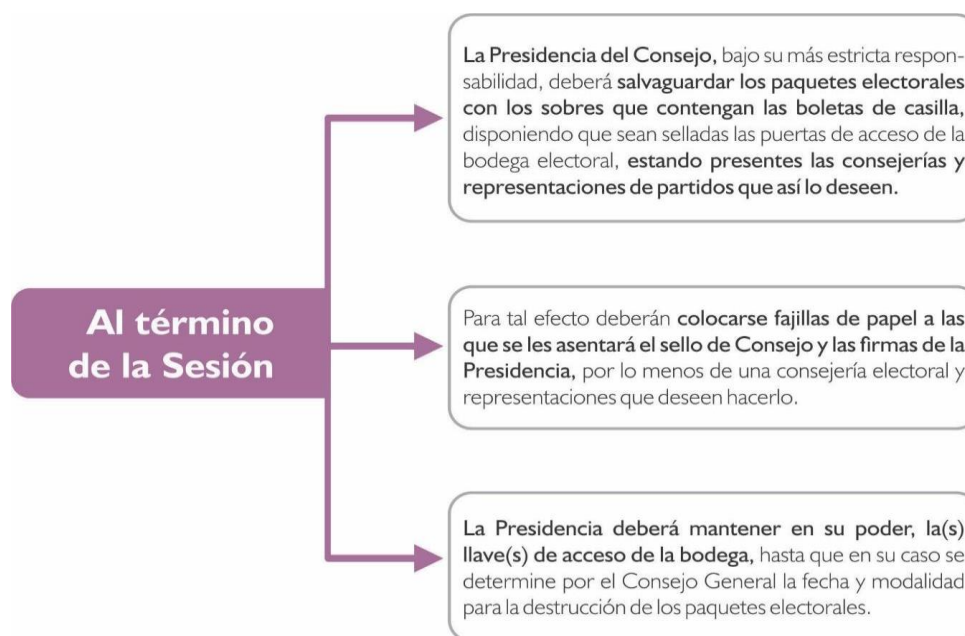 La Presidencia del Consejo, bajo su más estricta respon-
sabilidad, deberá salvaguardar los paquetes electorales
con los sobres que contengan las boletas de casilla,
disponiendo que sean selladas las puertas de acceso de la
bodega electoral, estando presentes las consejerías y
representaciones de partidos que así lo deseen.
Al término
de la Sesión
Para tal efecto deberán colocarse fajillas de papel a las
que se les asentará el sello de Consejo y las firmas de la
Presidencia, por lo menos de una consejería electoral y
representaciones que deseen hacerlo.
La Presidencia deberá mantener en su poder, la(s)
llave(s) de acceso de la bodega, hasta que en su caso se
determine por el Consejo General la fecha y modalidad
para la destrucción de los paquetes electorales.